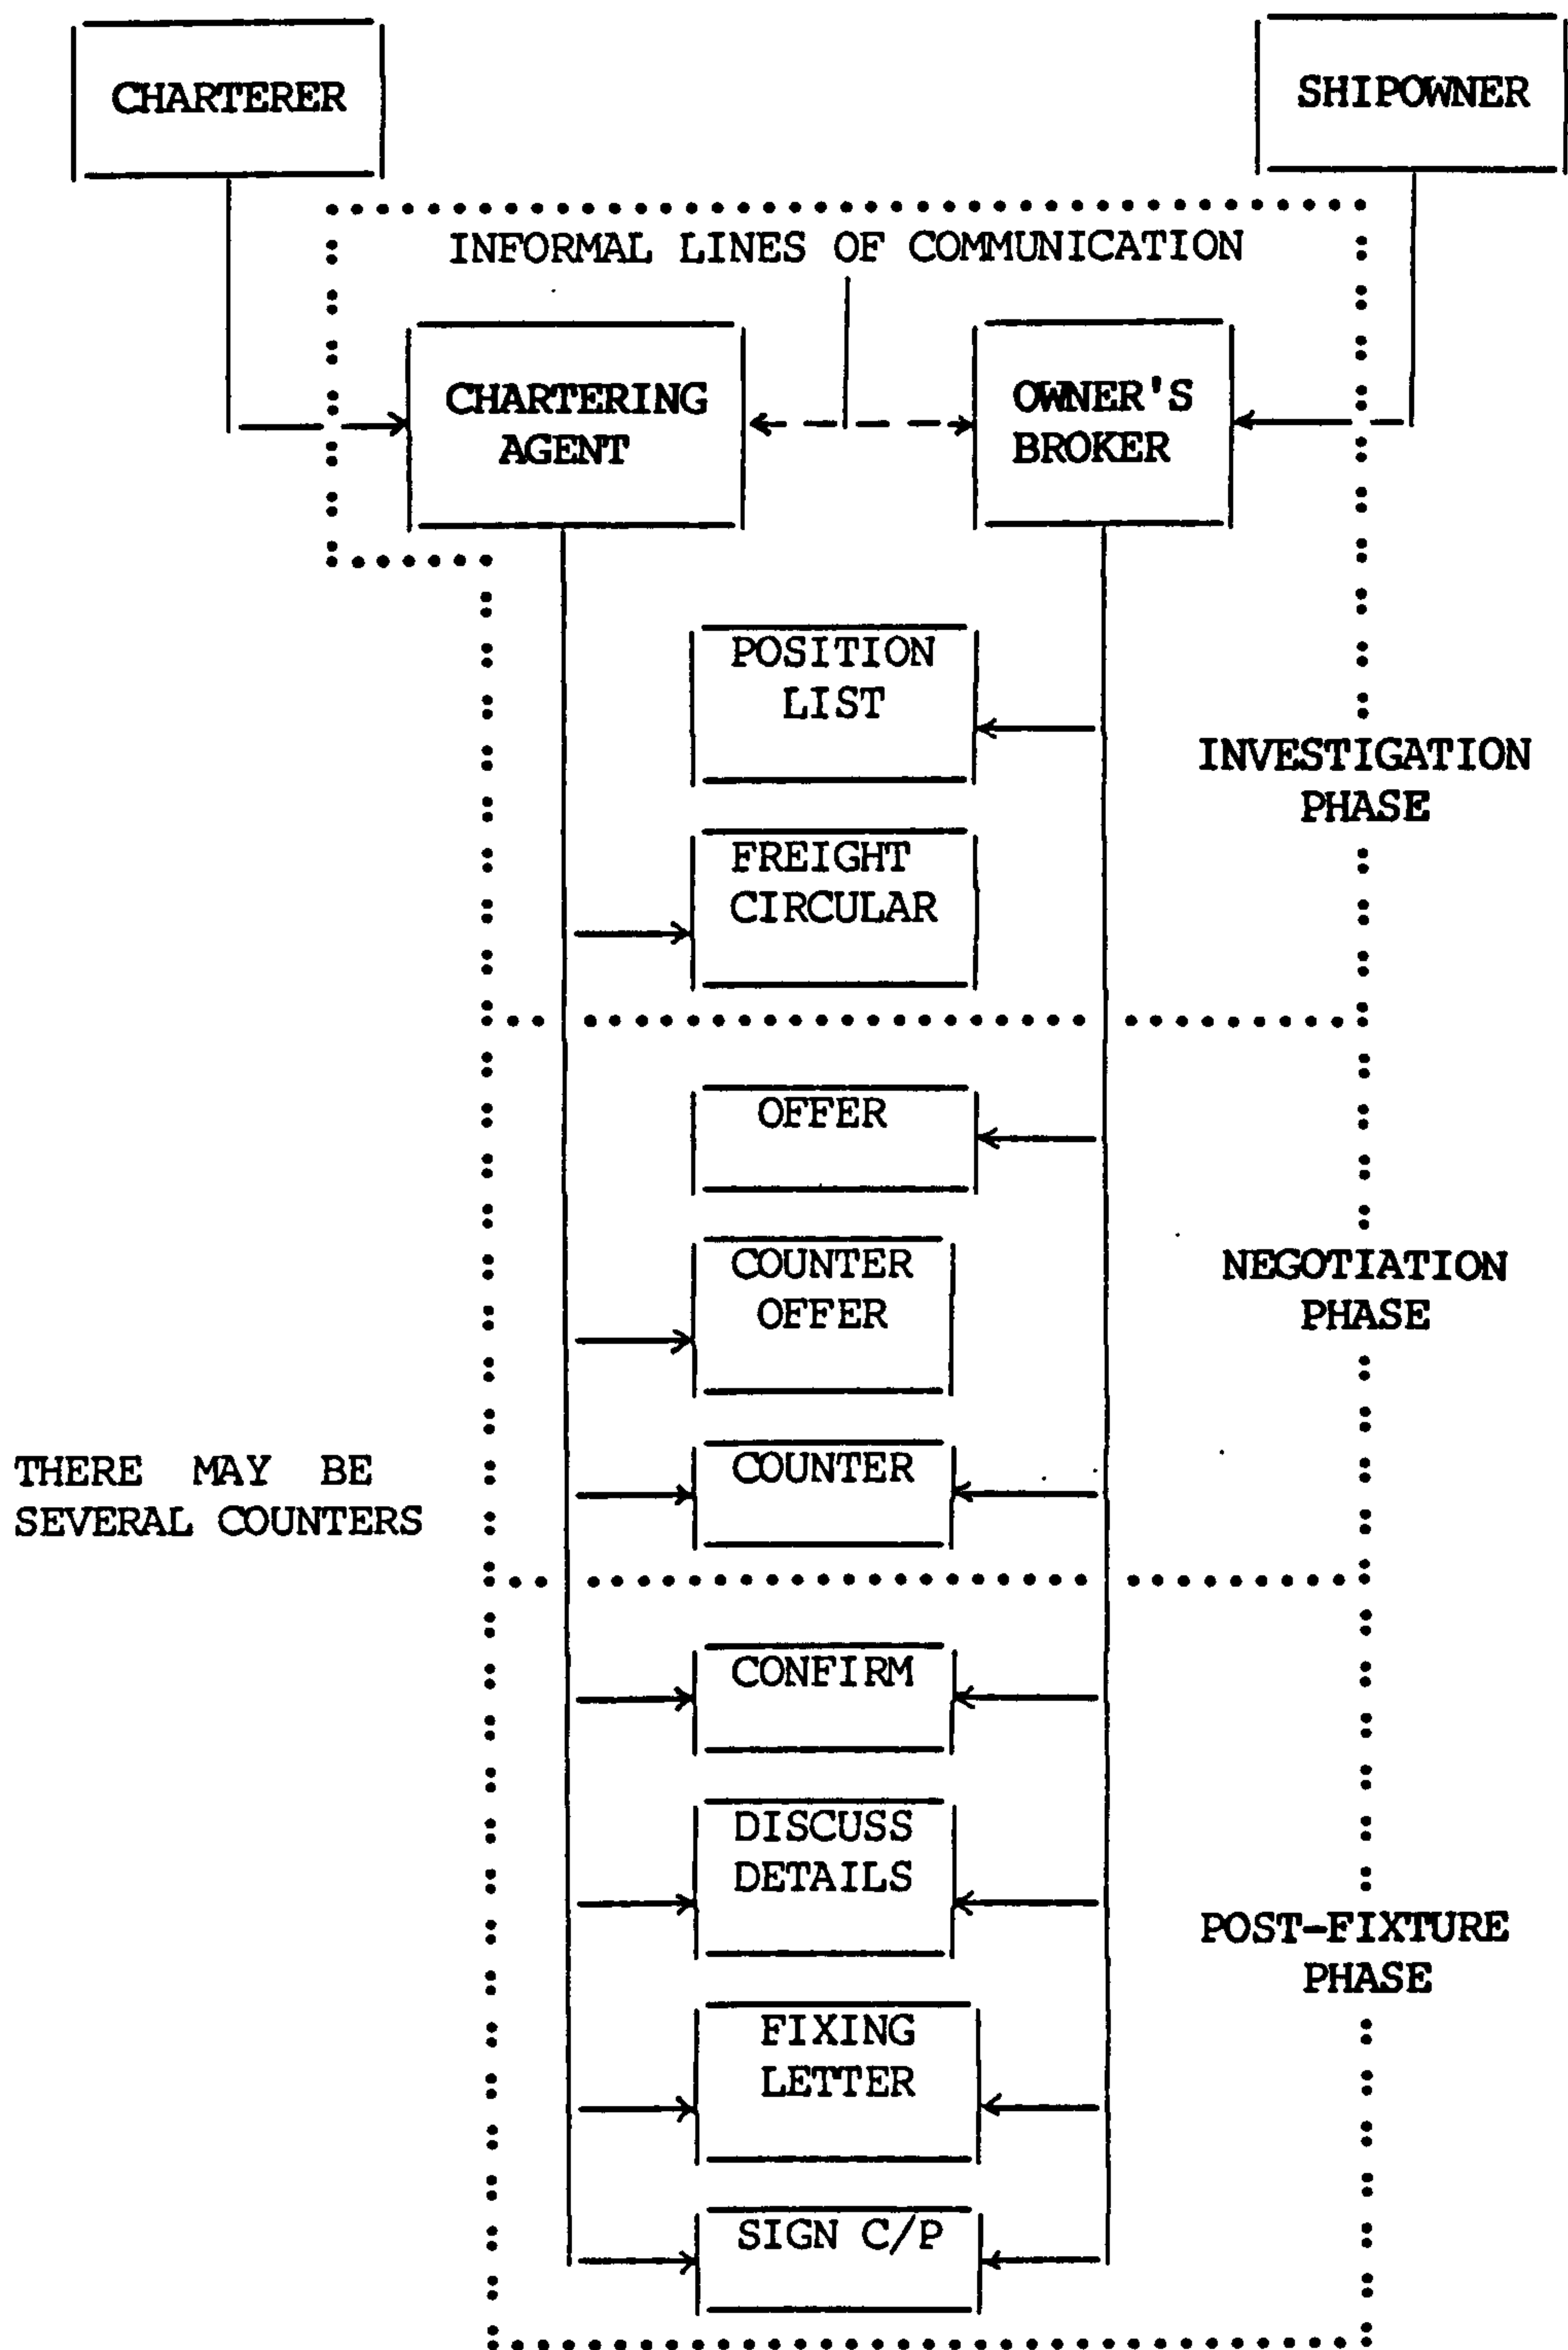 CHARTERER
SHIPOWNER
INFORMAL LINES OF COMMUNICATION
CHARTERING
AGENT
OWNER'S
BROKER
POSITION
LIST
INVESTIGATION
PHASE
FREIGHT
CIRCULAR
OFFER
COUNTER
OFFER
NEGOTIATION
PHASE
COUNTER
THERE MAY BE
SEVERAL COUNTERS
CONFIRM
DISCUSS
DETAILS
POST-FIXTURE
PHASE
FIXING
LETTER
SIGN C/P